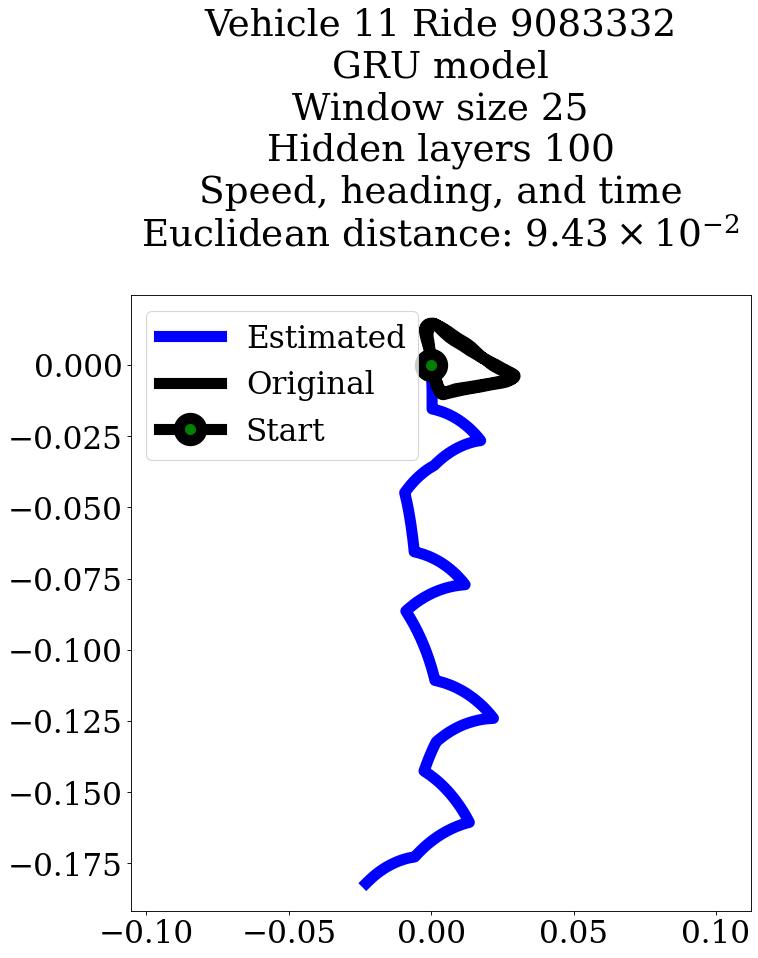 Vehicle 11 Ride 9083332
GRU model
Window size 25
Hidden layers 100
Speed, heading, and time
Euclidean distance: 9.43 × 10⁻²
Estimated
Original
Start
0.000
−0.025
−0.050
−0.075
−0.100
−0.125
−0.150
−0.175
−0.10 −0.05 0.00 0.05 0.10